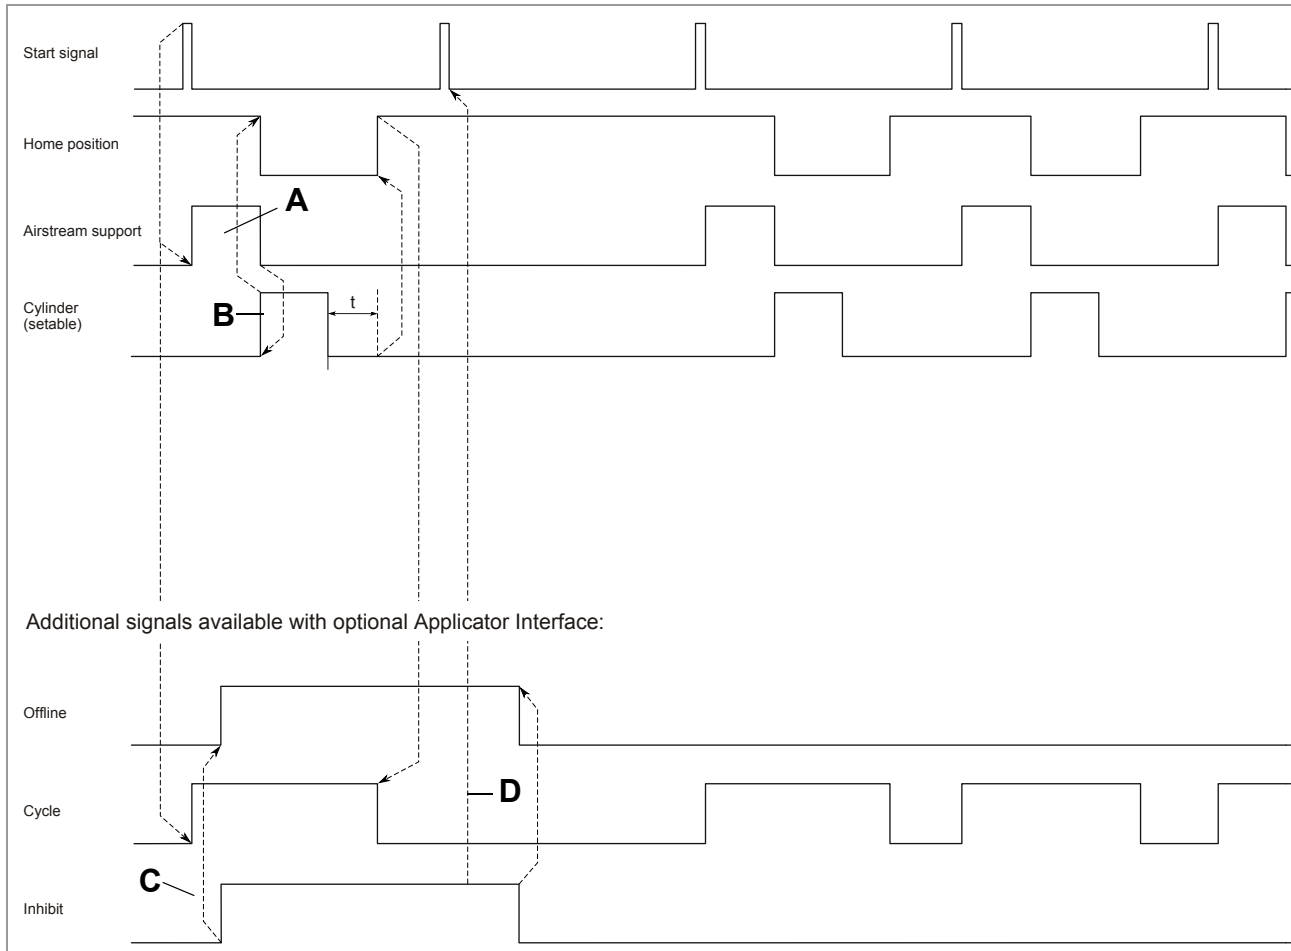 Start signal
Home position
A
Airstream support
B
t
Cylinder
(setable)
Additional signals available with optional Applicator Interface:
Offline
D
Cycle
C
Inhibit